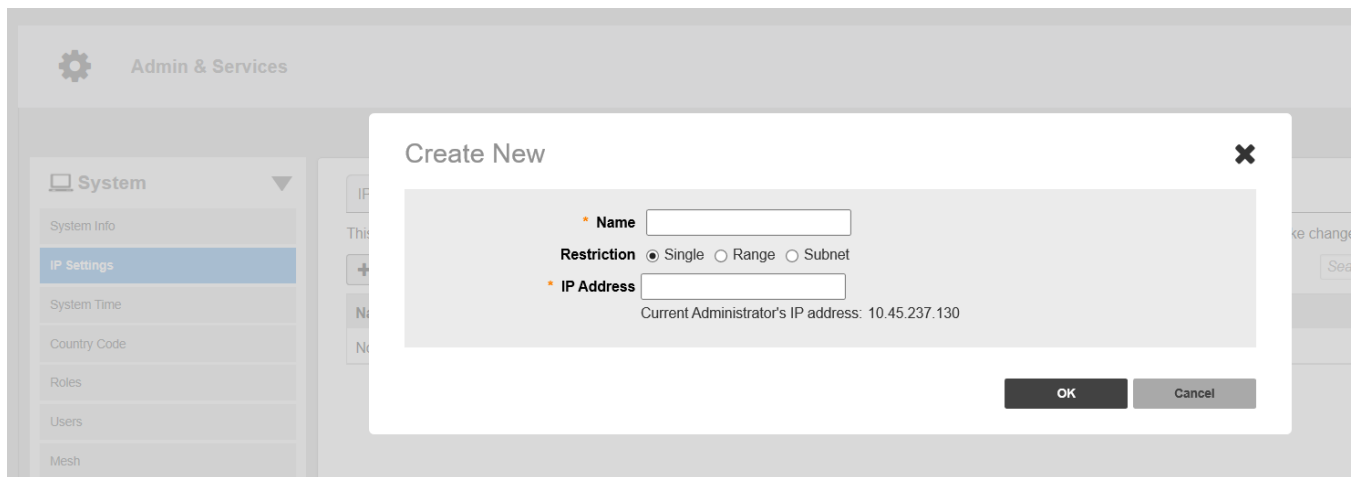 Admin & Services
Create New
System
System Info
IP Settings
System Time
Country Code
Roles
Users
Mesh
IP
* Name
Restriction Single Range Subnet
* IP Address
Current Administrator's IP address: 10.45.237.130
OK Cancel